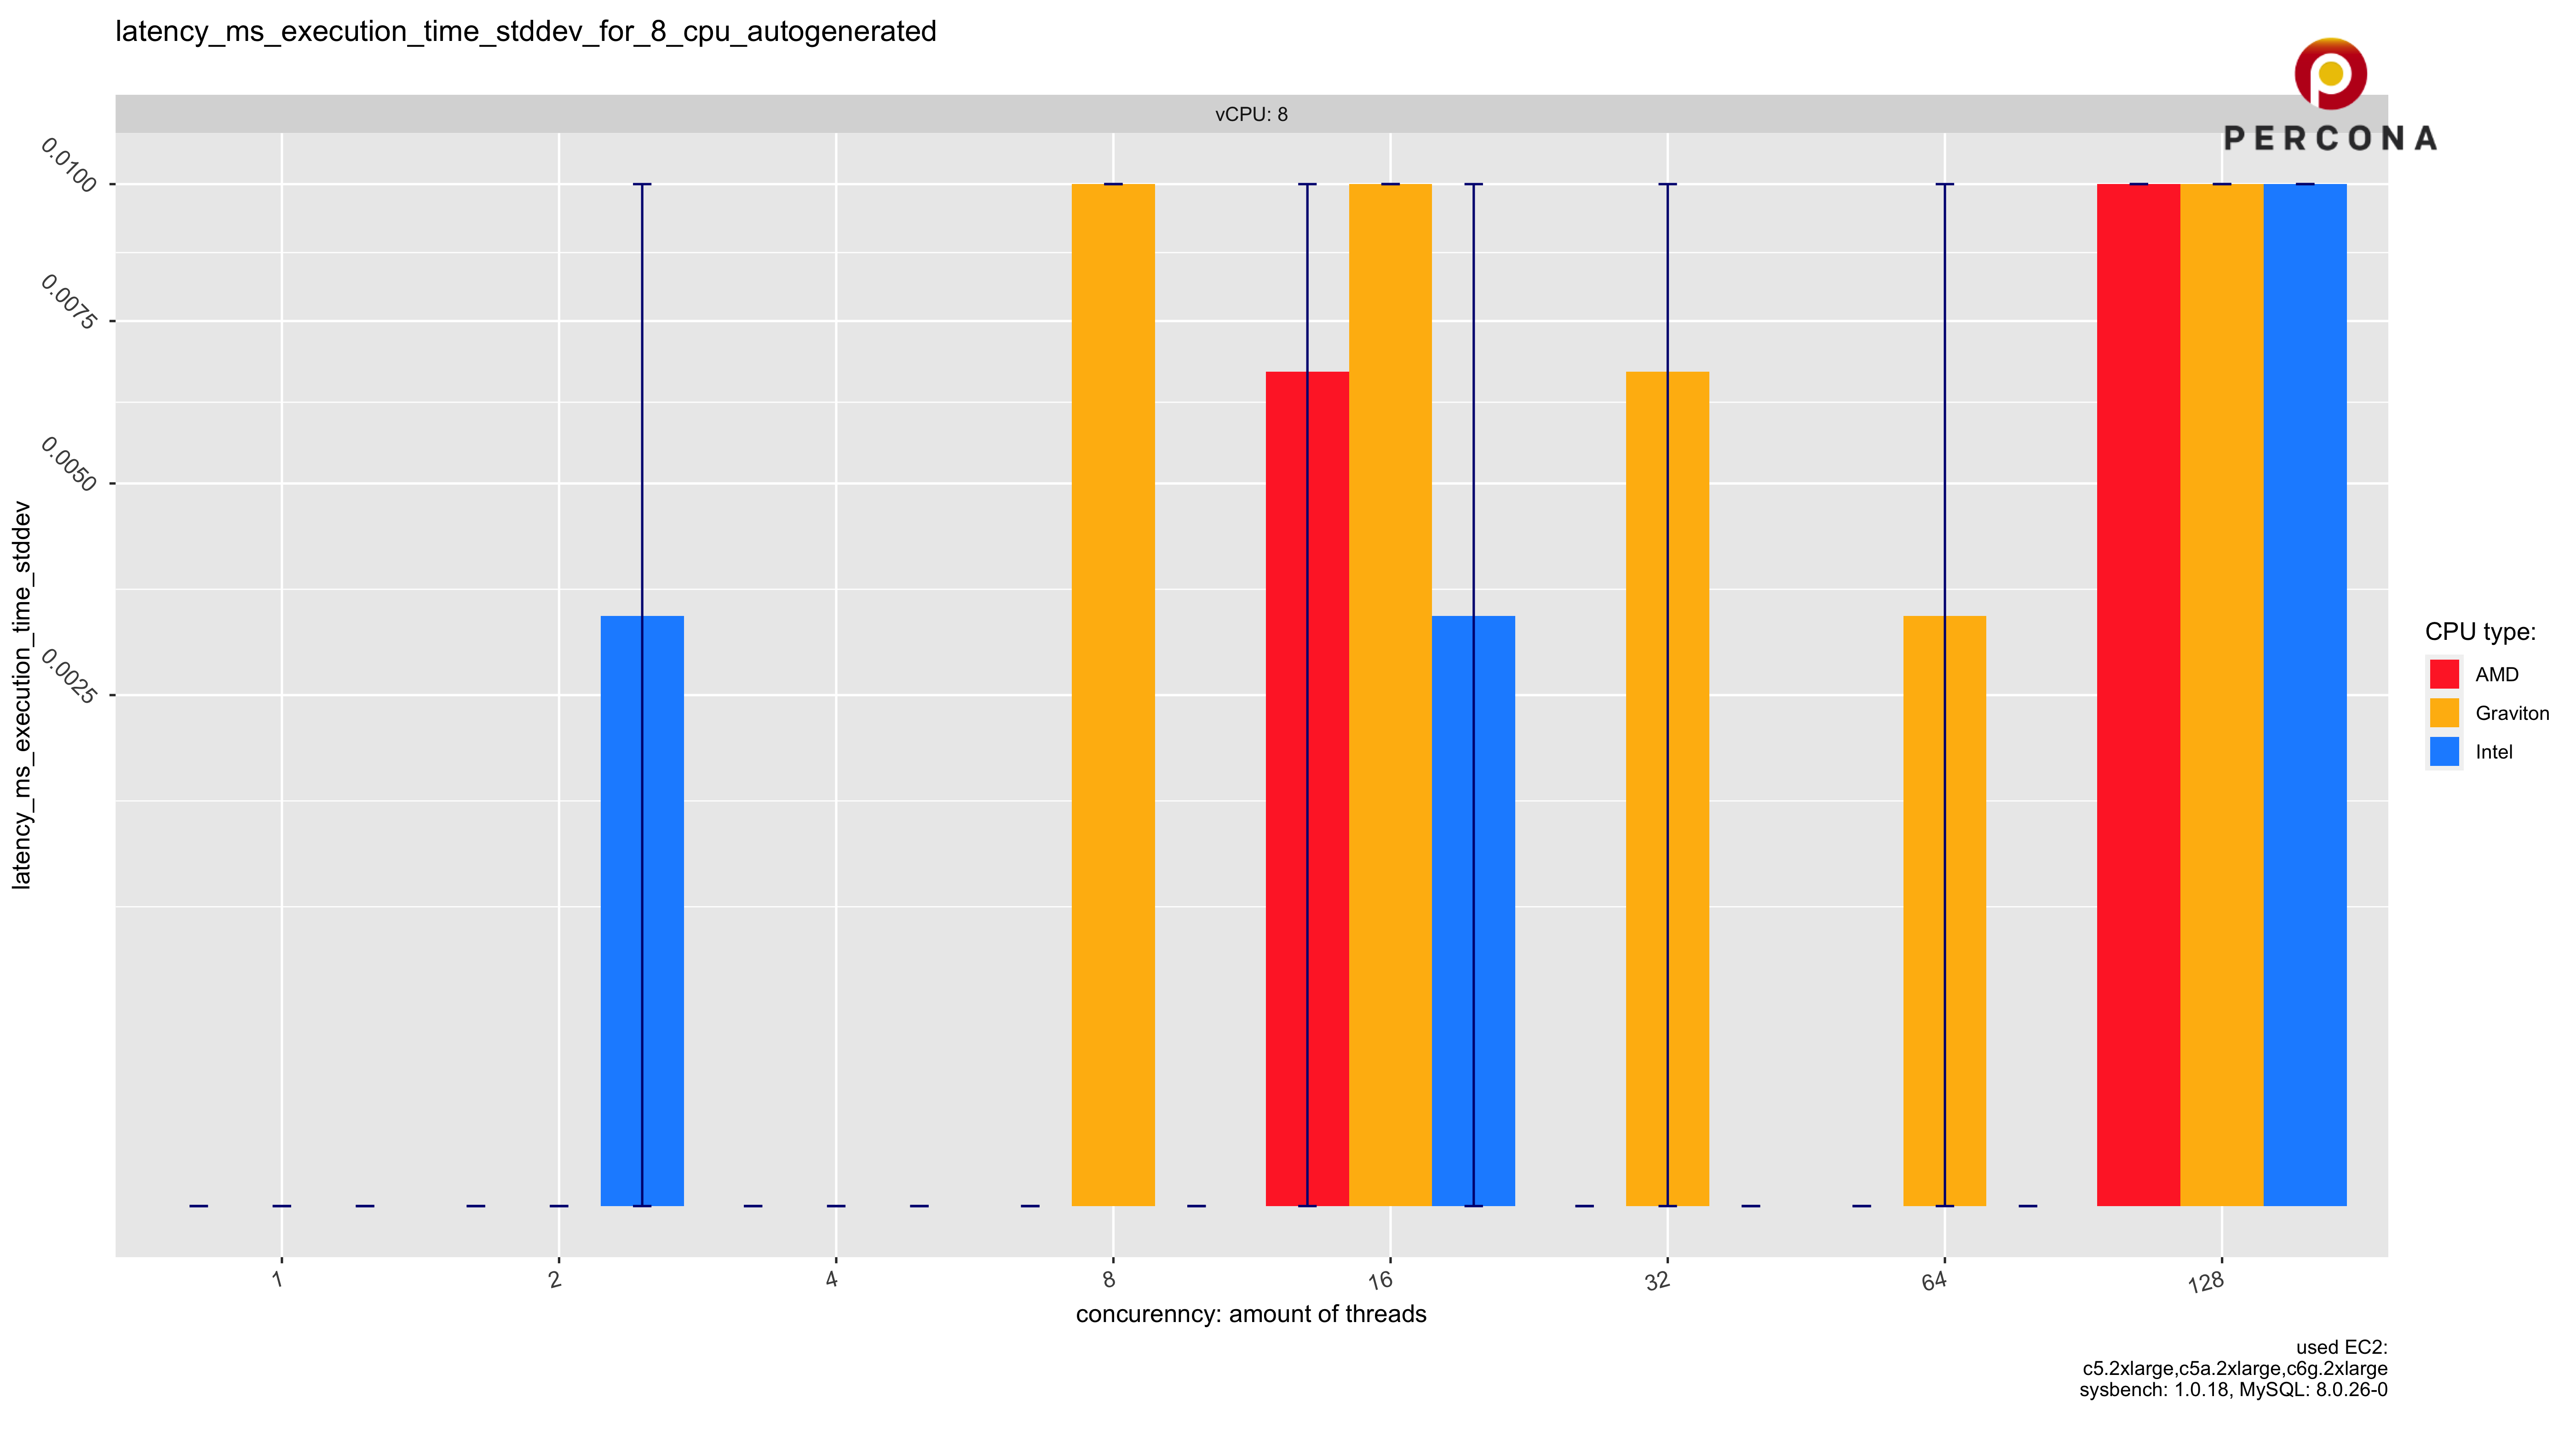 latency_ms_execution_time_stddev_for_8_cpu_autogenerated
PERCONA
vCPU: 8
0.0100
0.0075
0.0050
0.0025
latency_ms_execution_time_stddev
1
2
4
8
16
32
64
128
concurenncy: amount of threads
CPU type:
AMD
Graviton
Intel
used EC2:
c5.2xlarge,c5a.2xlarge,c6g.2xlarge
sysbench: 1.0.18, MySQL: 8.0.26-0